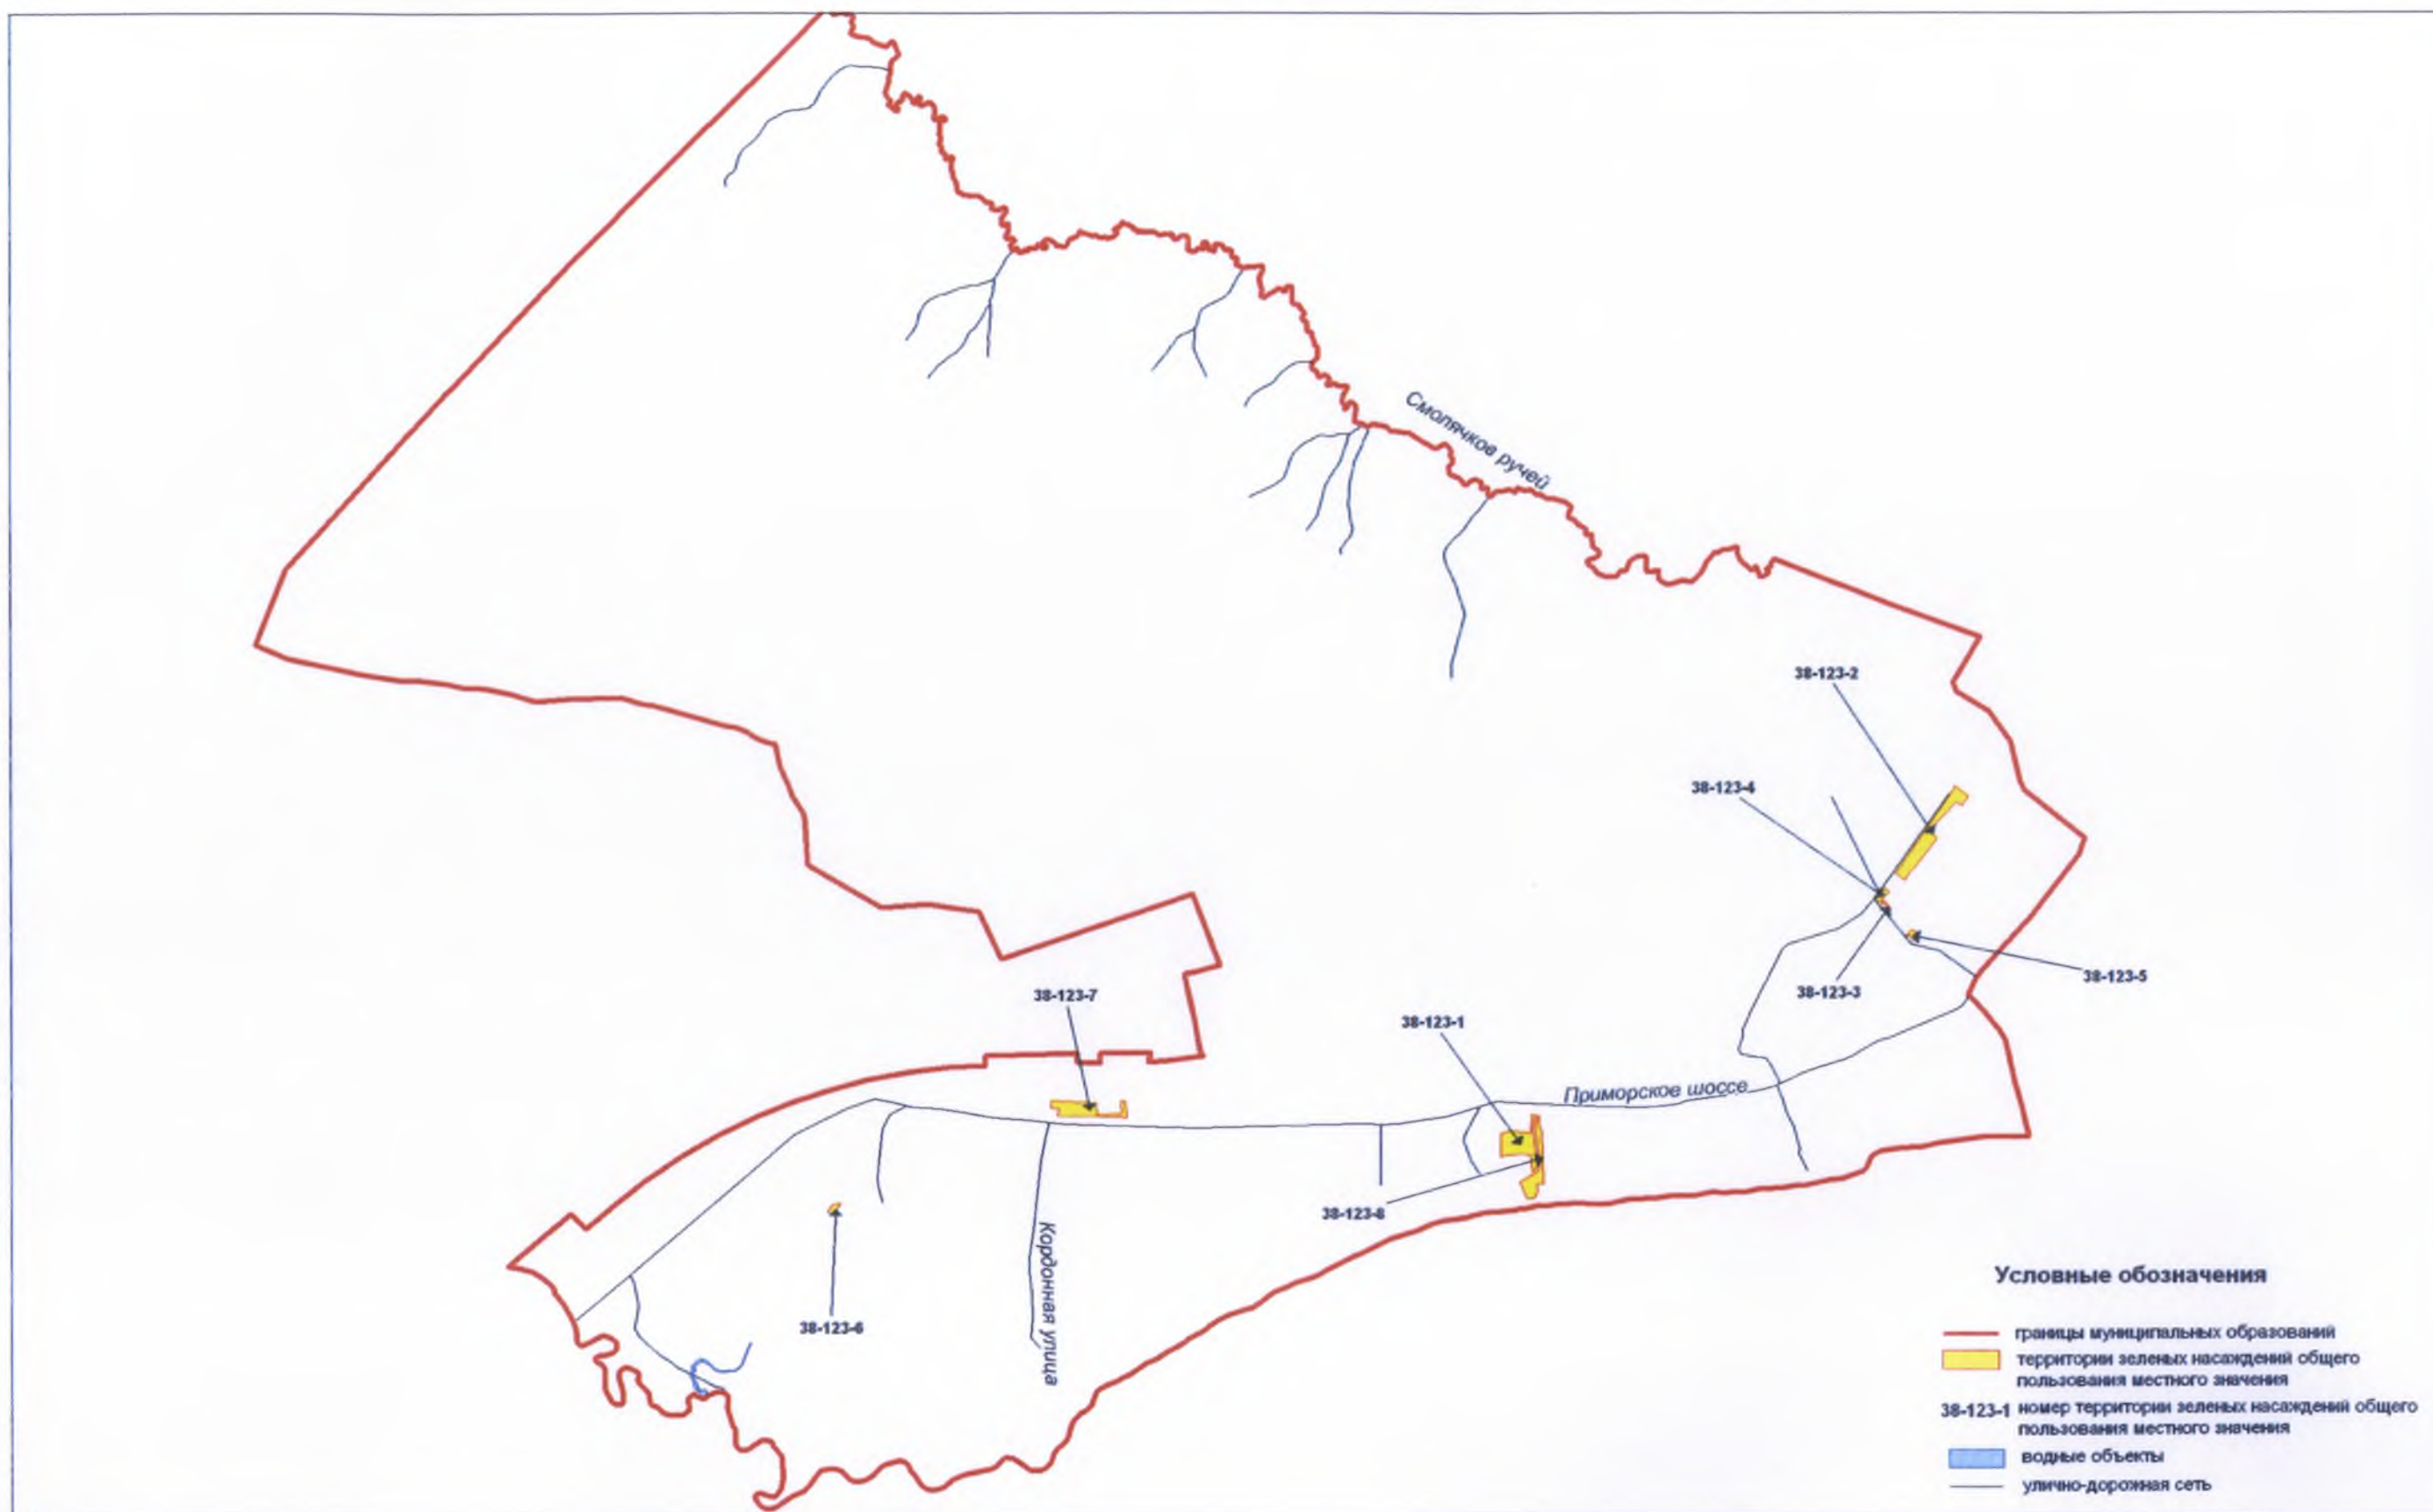 Смолячков ручей
38-123-2
38-123-4
38-123-5
38-123-3
38-123-7
38-123-1
Приморское шоссе
38-123-8
Кордонная улица
38-123-6
Условные обозначения
границы муниципальных образований
территории зеленых насаждений общего
пользования местного значения
38-123-1 номер территории зеленых насаждений общего
пользования местного значения
водные объекты
улично-дорожная сеть